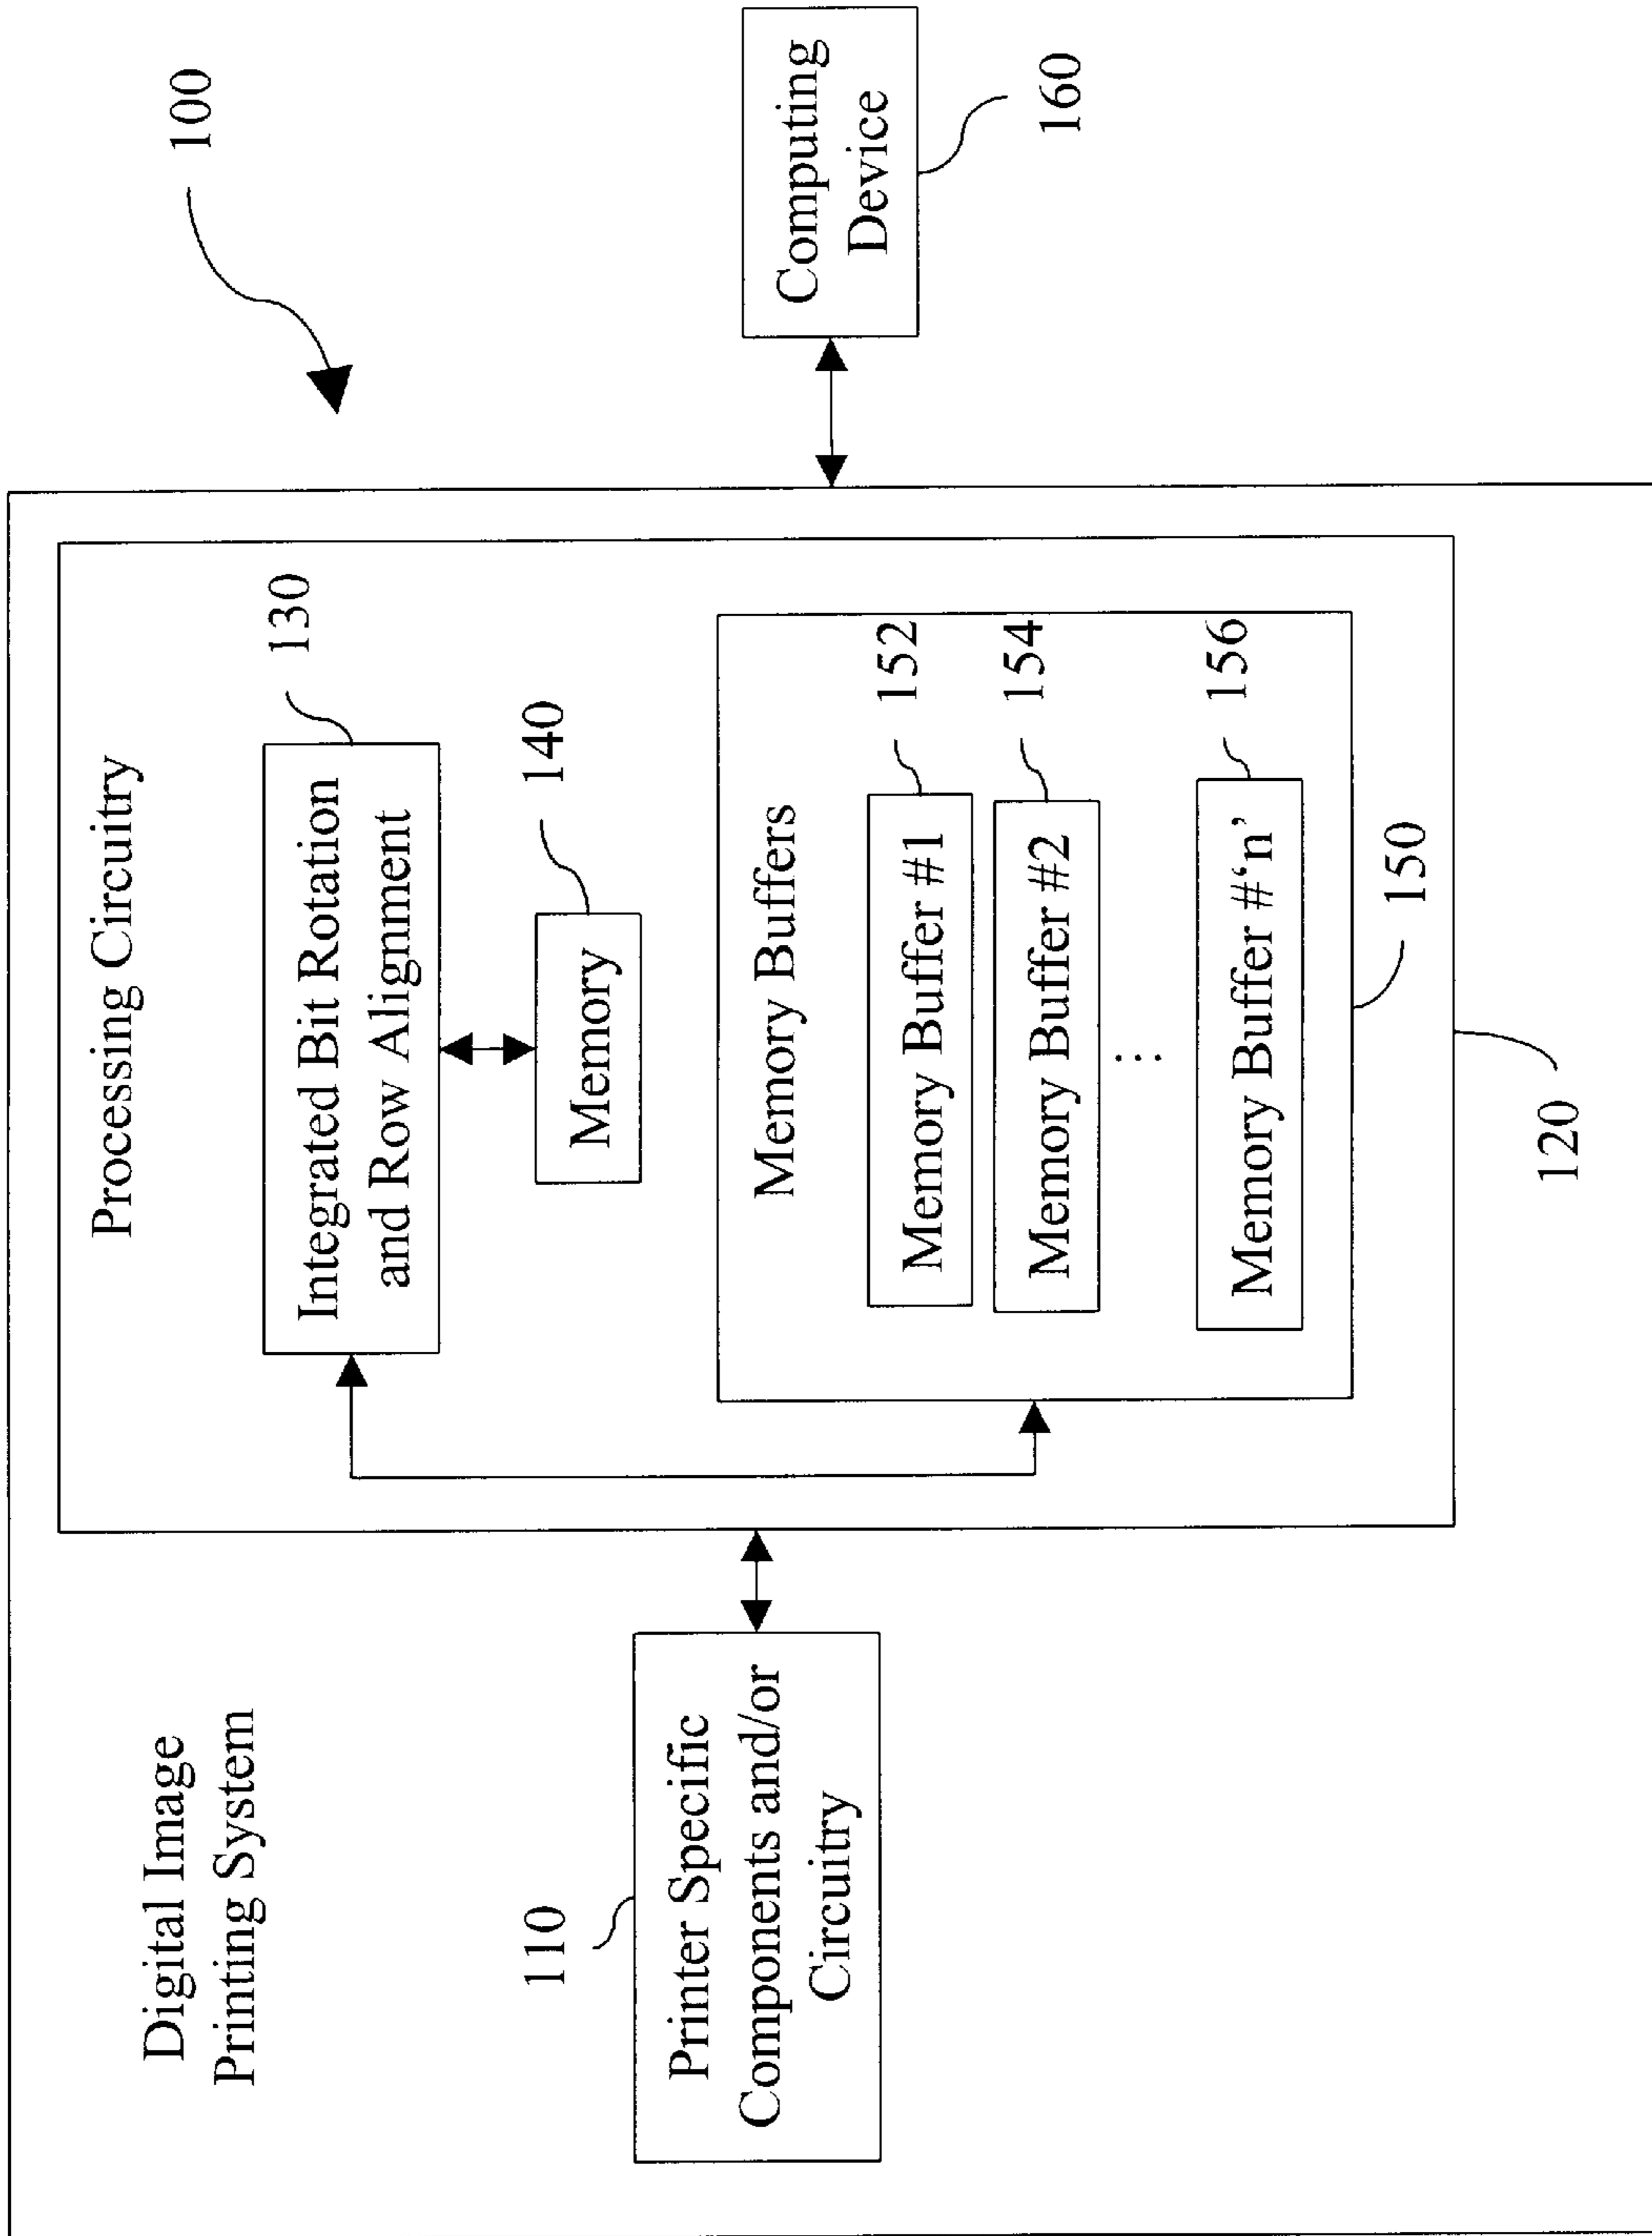 100
Digital Image
Printing System
Processing Circuitry
Integrated Bit Rotation
and Row Alignment
130
Memory
140
110
Printer Specific
Components and/or
Circuitry
Memory Buffers
Memory Buffer #1
152
Memory Buffer #2
154
⋮
Memory Buffer #‘n’
156
150
120
Computing
Device
160